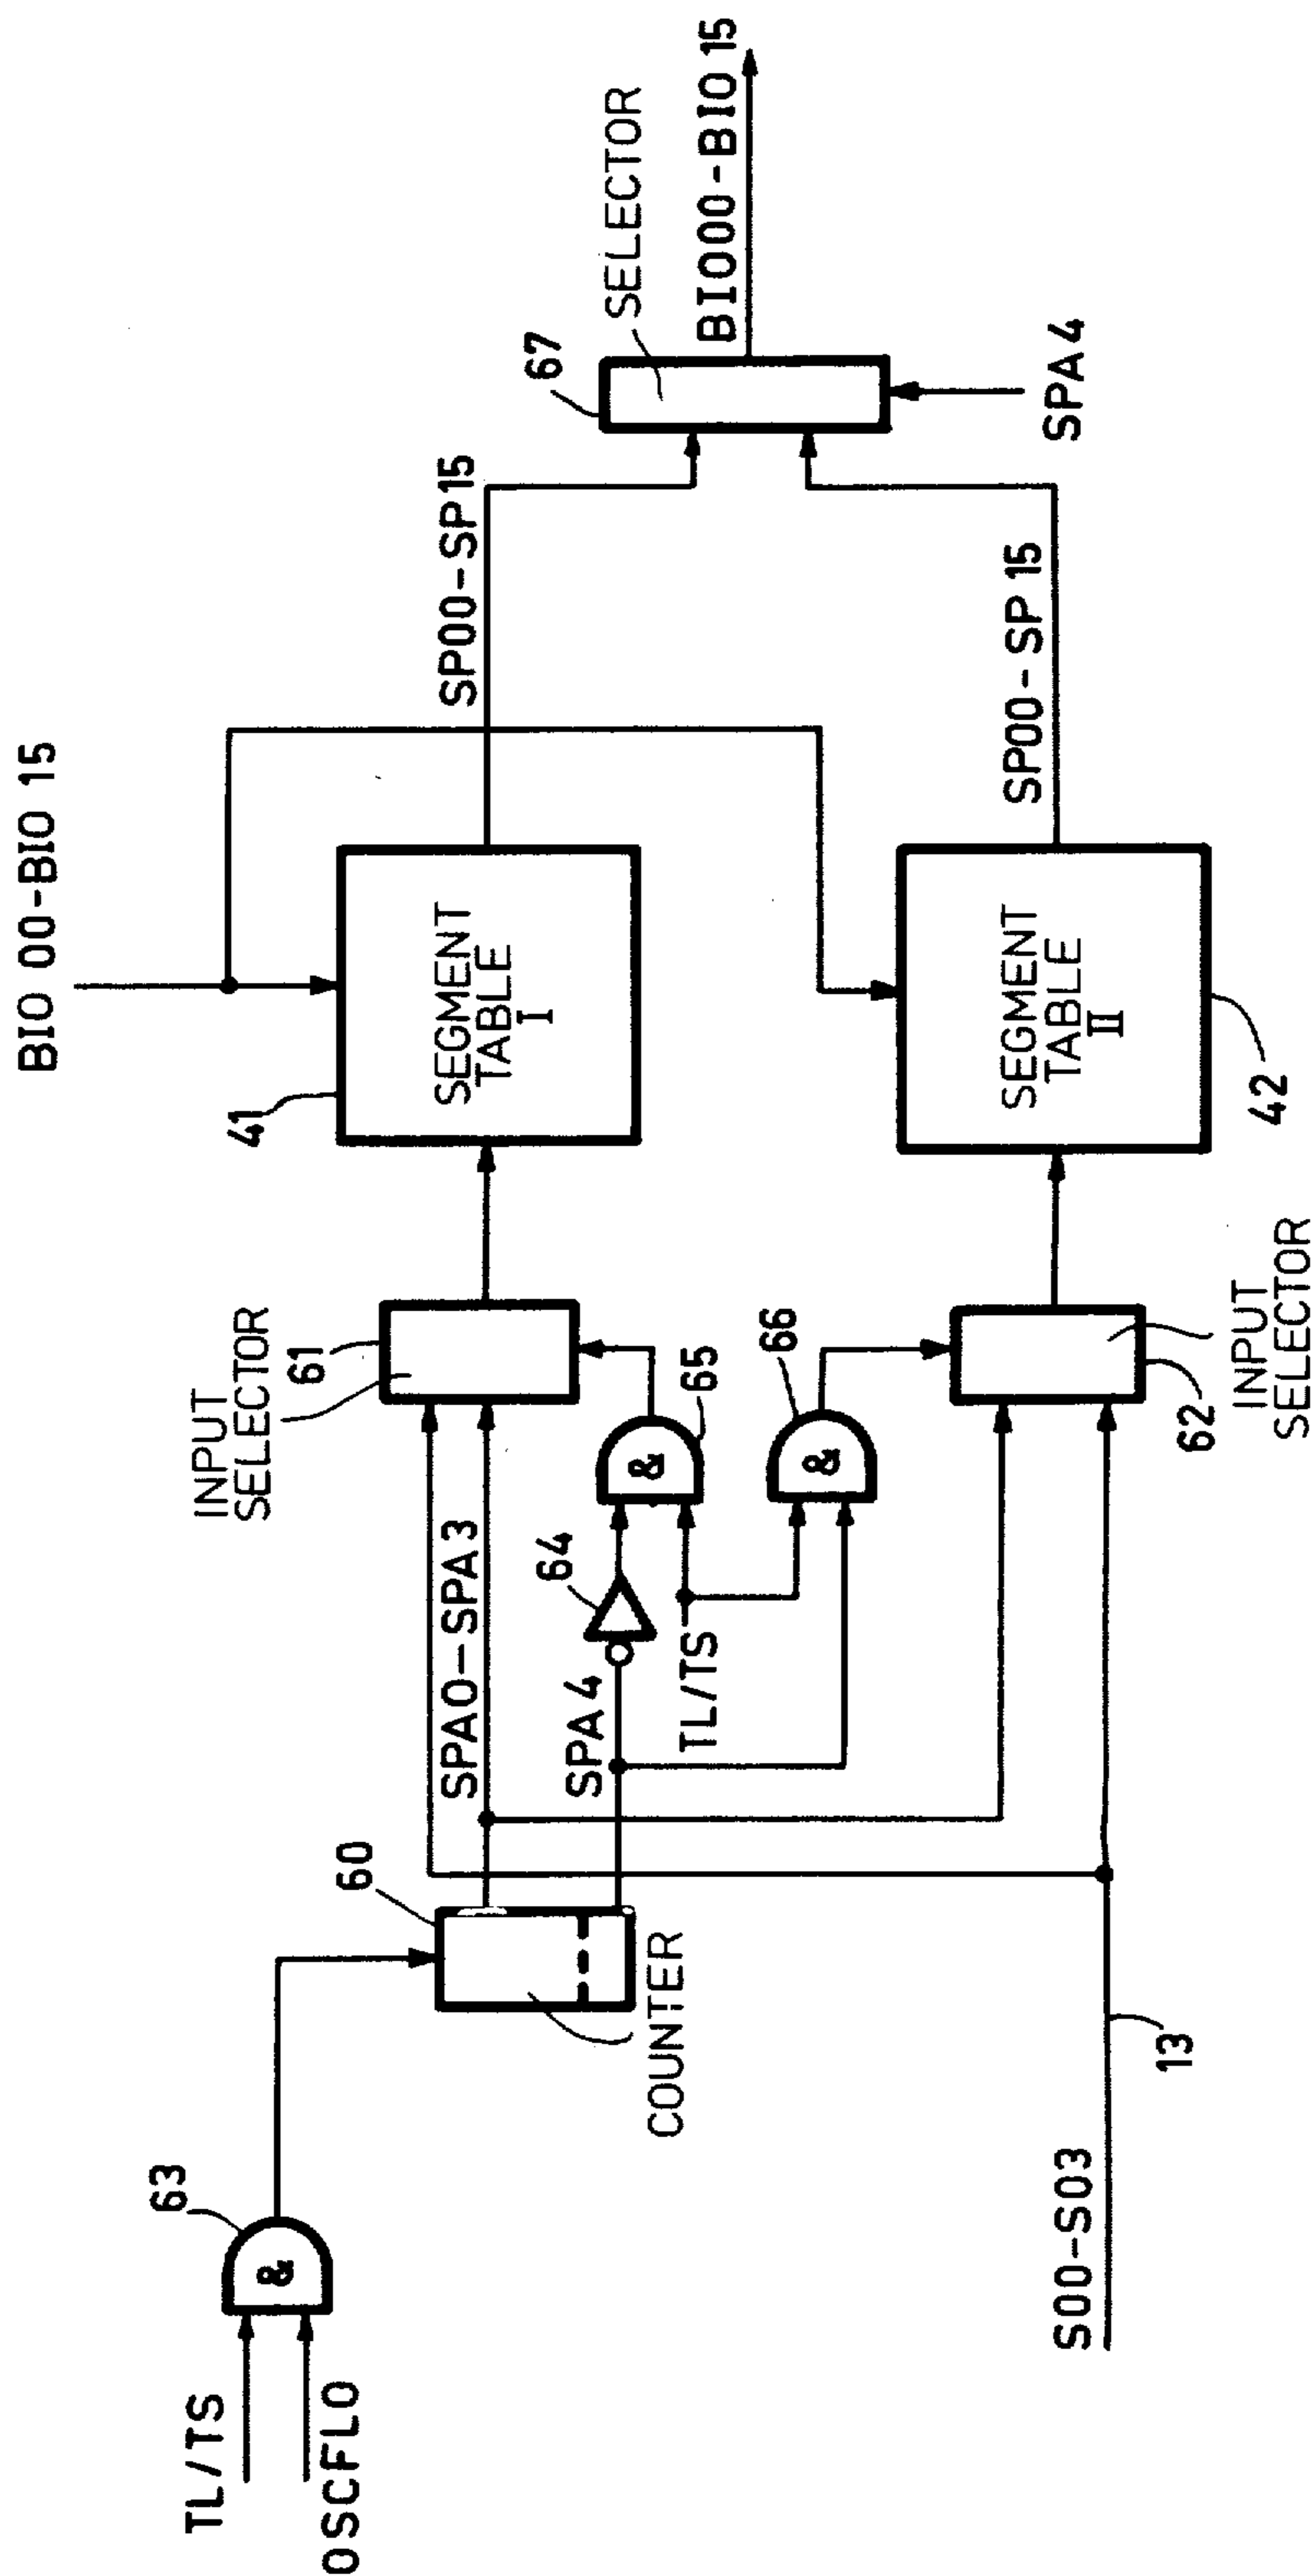 TL/TS
OSCFLO
63
&
60
COUNTER
S00-S03
13
SPA0-SPA3
SPA4
64
TL/TS
&
65
&
66
INPUT
SELECTOR
61
62
INPUT
SELECTOR
BIO 00-BIO 15
41
SEGMENT
TABLE
I
SEGMENT
TABLE
II
42
SP00-SP15
SP00-SP15
67
SELECTOR
SPA4
BIO00-BIO 15